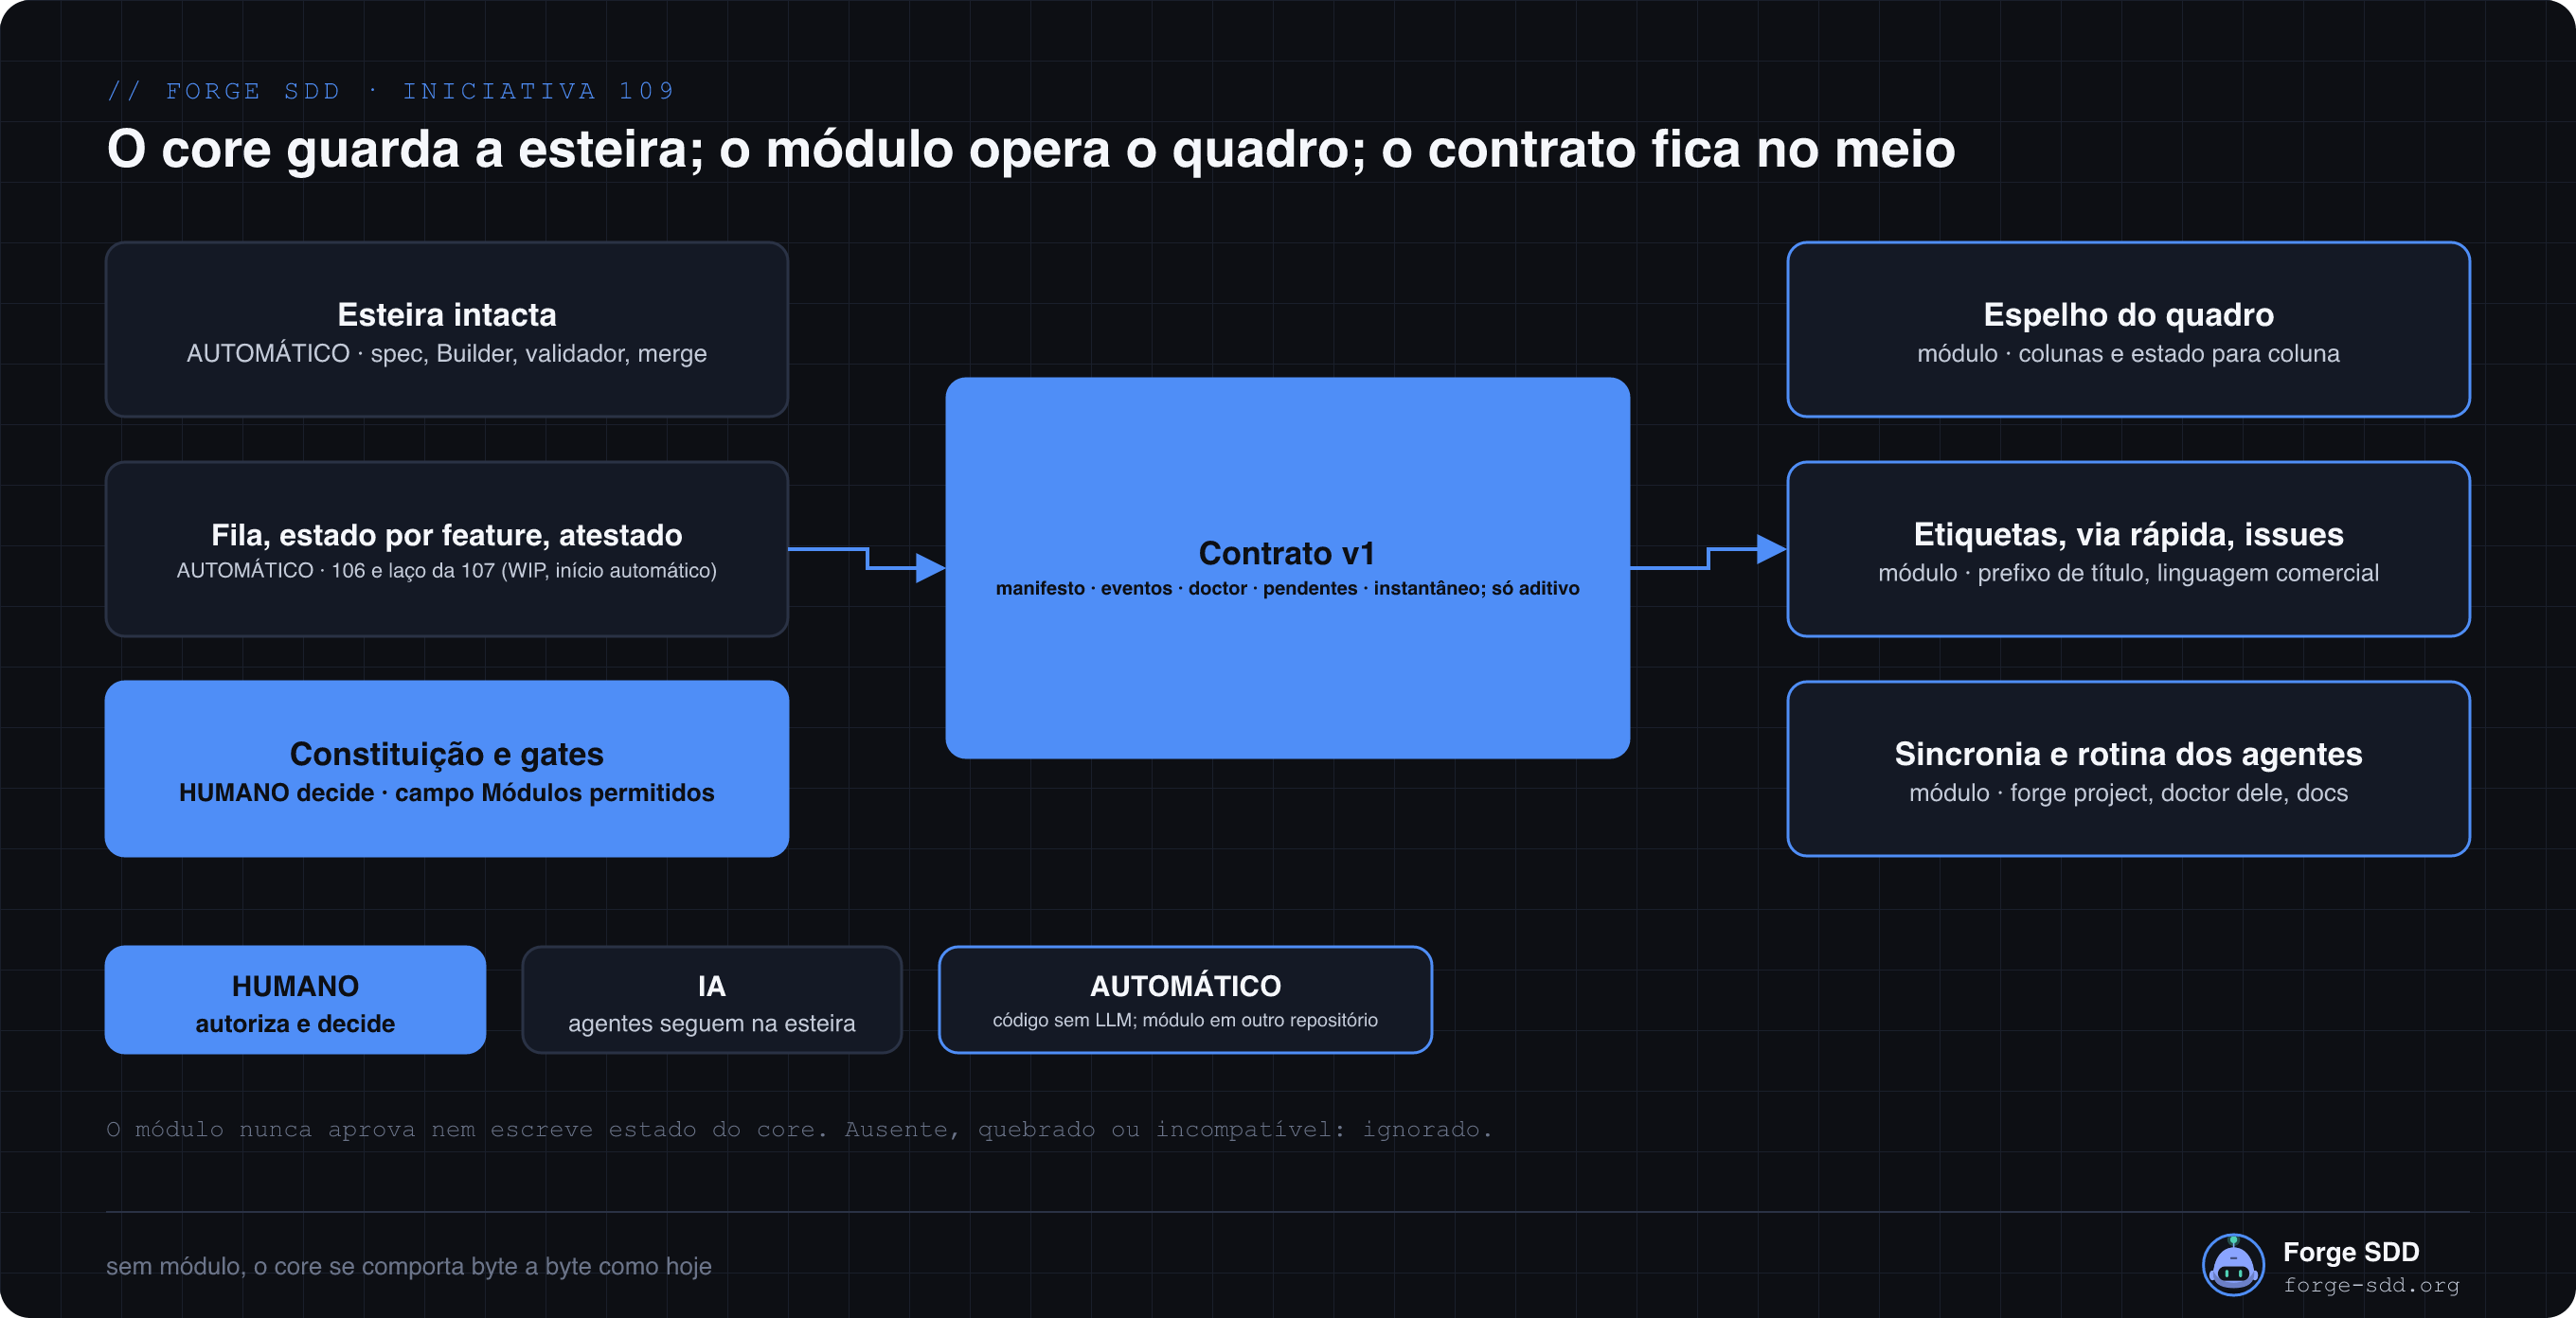 // FORGE SDD · INICIATIVA 109
O core guarda a esteira; o módulo opera o quadro; o contrato fica no meio
Esteira intacta
AUTOMÁTICO · spec, Builder, validador, merge
Fila, estado por feature, atestado
AUTOMÁTICO · 106 e laço da 107 (WIP, início automático)
Constituição e gates
HUMANO decide · campo Módulos permitidos
Contrato v1
manifesto · eventos · doctor · pendentes · instantâneo; só aditivo
Espelho do quadro
módulo · colunas e estado para coluna
Etiquetas, via rápida, issues
módulo · prefixo de título, linguagem comercial
Sincronia e rotina dos agentes
módulo · forge project, doctor dele, docs
HUMANO
autoriza e decide
IA
agentes seguem na esteira
AUTOMÁTICO
código sem LLM; módulo em outro repositório
O módulo nunca aprova nem escreve estado do core. Ausente, quebrado ou incompatível: ignorado.
sem módulo, o core se comporta byte a byte como hoje
Forge SDD
forge-sdd.org